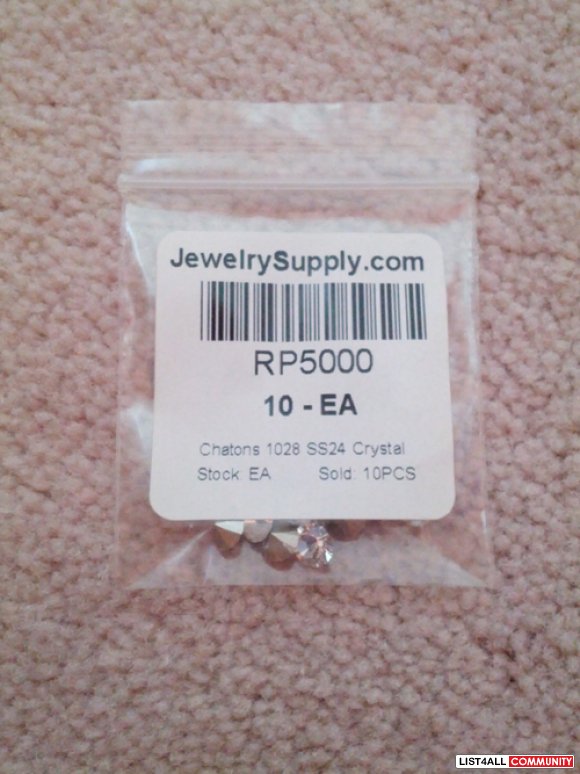 JewelrySupply.com
RP5000
10 - EA
Chatons 1028 SS24 Crystal
Stock: EA Sold: 10PCS
LIST4ALL COMMUNITY